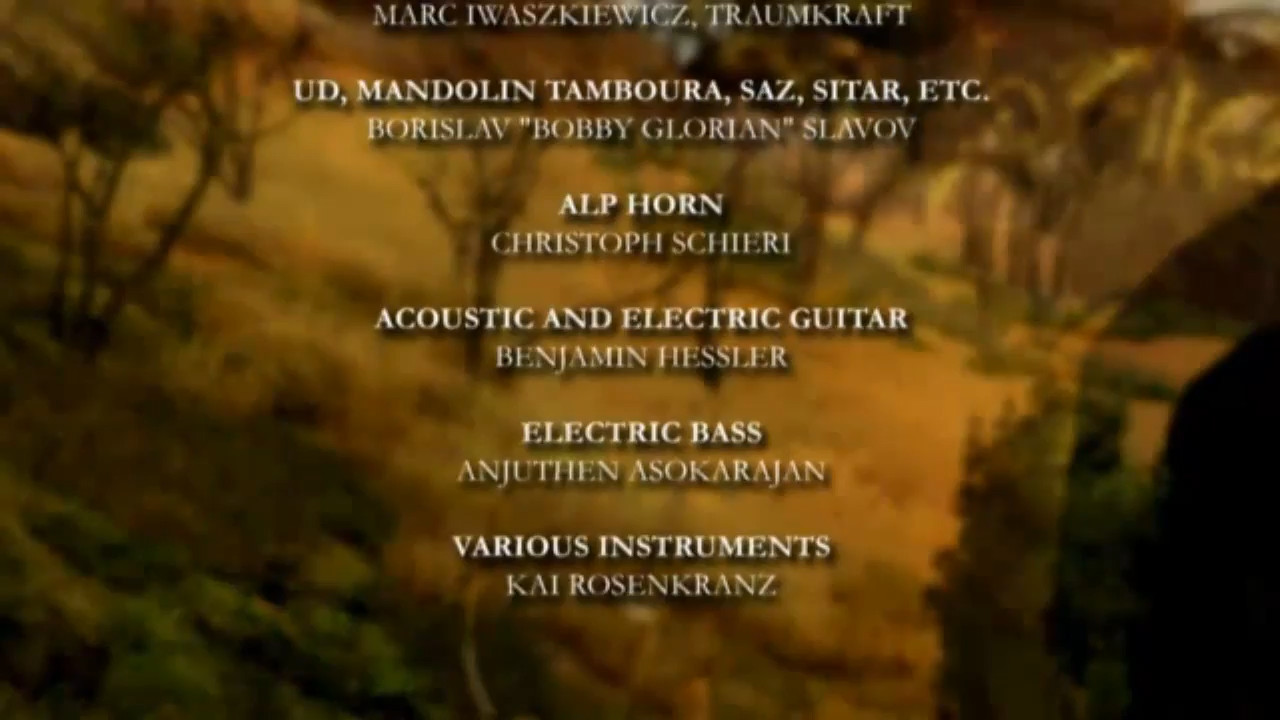 MARC IWASZKIEWICZ, TRAUMKRAFT
UD, MANDOLIN TAMBOURA, SAZ, SITAR, ETC.
BORISLAV "BOBBY GLORIAN" SLAVOV
ALP HORN
CHRISTOPH SCHIERI
ACOUSTIC AND ELECTRIC GUITAR
BENJAMIN HESSLER
ELECTRIC BASS
ANJUTHEN ASOKARAJAN
VARIOUS INSTRUMENTS
KAI ROSENKRANZ